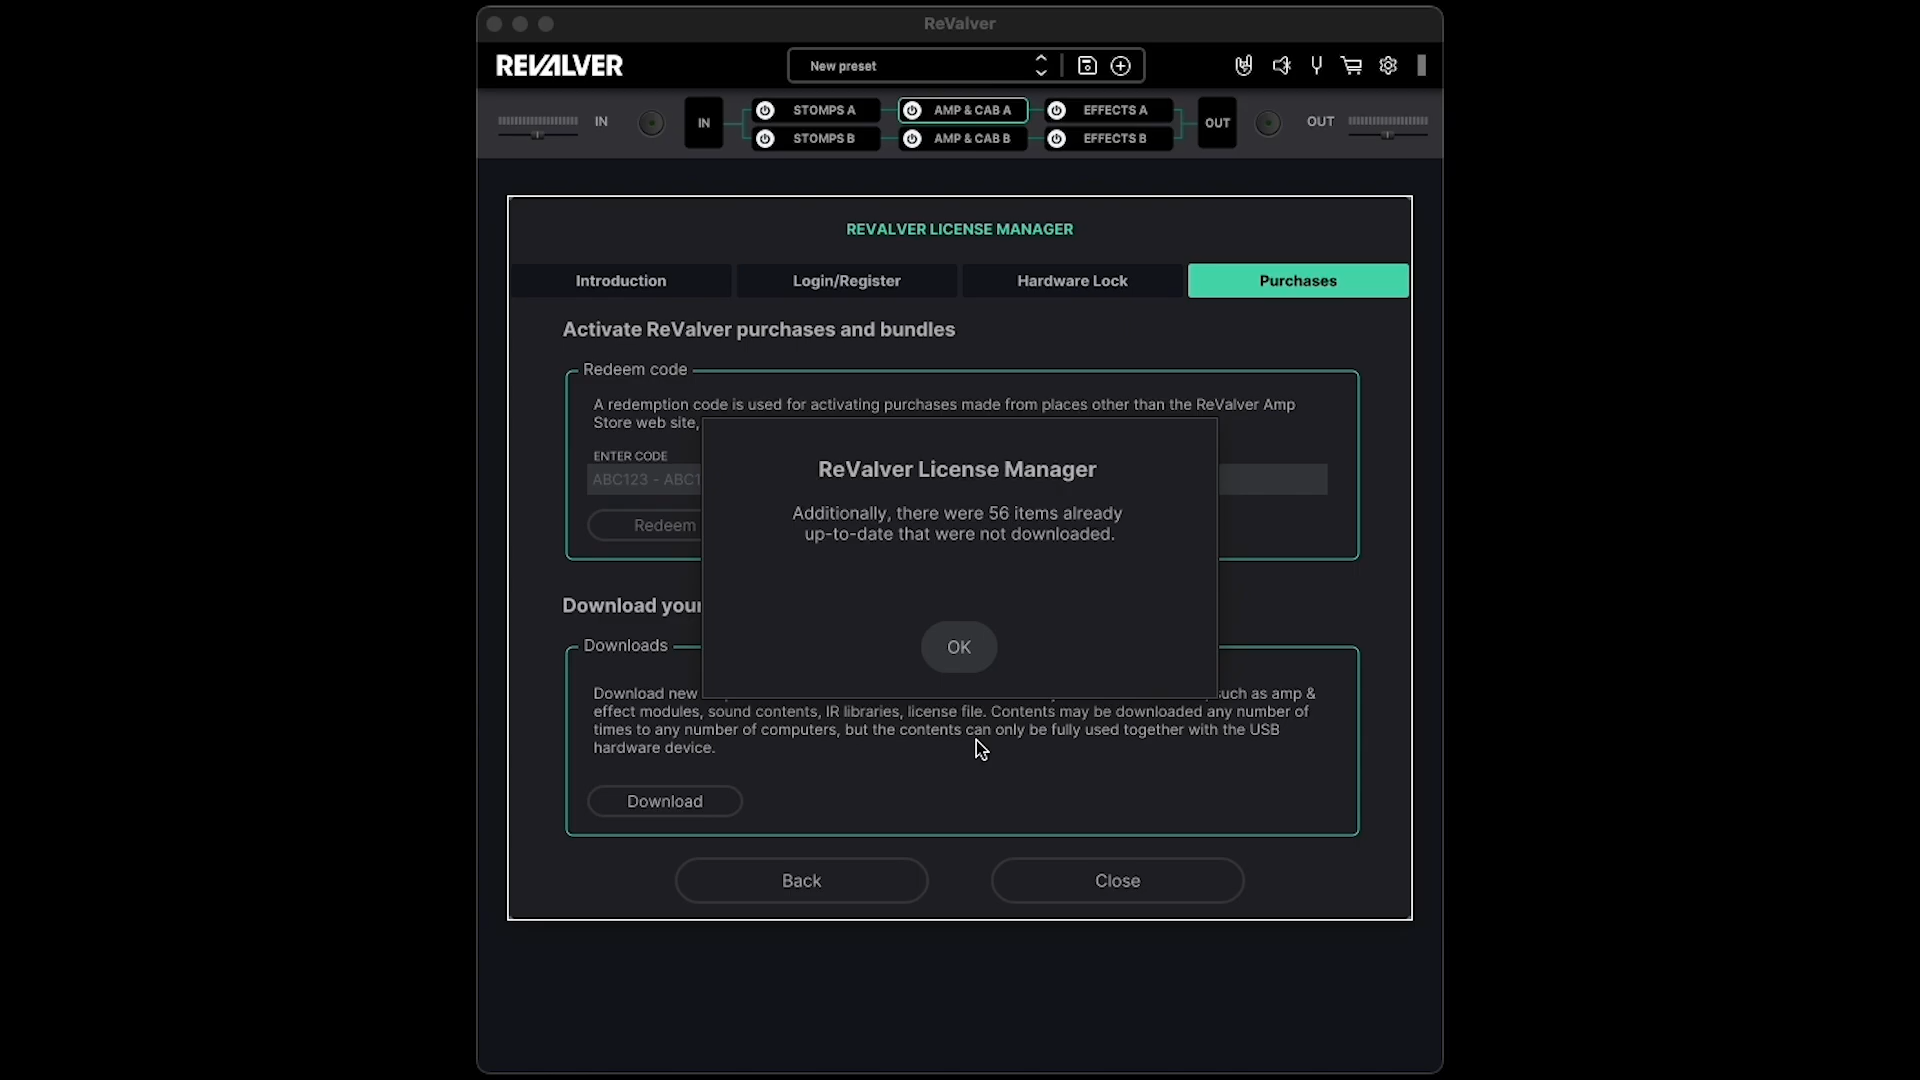 ReValver
REVALVER
New preset
IN
IN
STOMPS A
AMP & CAB A
EFFECTS A
STOMPS B
AMP & CAB B
EFFECTS B
OUT
OUT
REVALVER LICENSE MANAGER
Introduction
Login/Register
Hardware Lock
Purchases
Activate ReValver purchases and bundles
Redeem code
A redemption code is used for activating purchases made from places other than the ReValver Amp
Store web site,
ENTER CODE
ABC123 - ABC1
Redeem
ReValver License Manager
Additionally, there were 56 items already
up-to-date that were not downloaded.
OK
Download your
Downloads
Download new such as amp &
effect modules, sound contents, IR libraries, license file. Contents may be downloaded any number of
times to any number of computers, but the contents can only be fully used together with the USB
hardware device.
Download
Back
Close